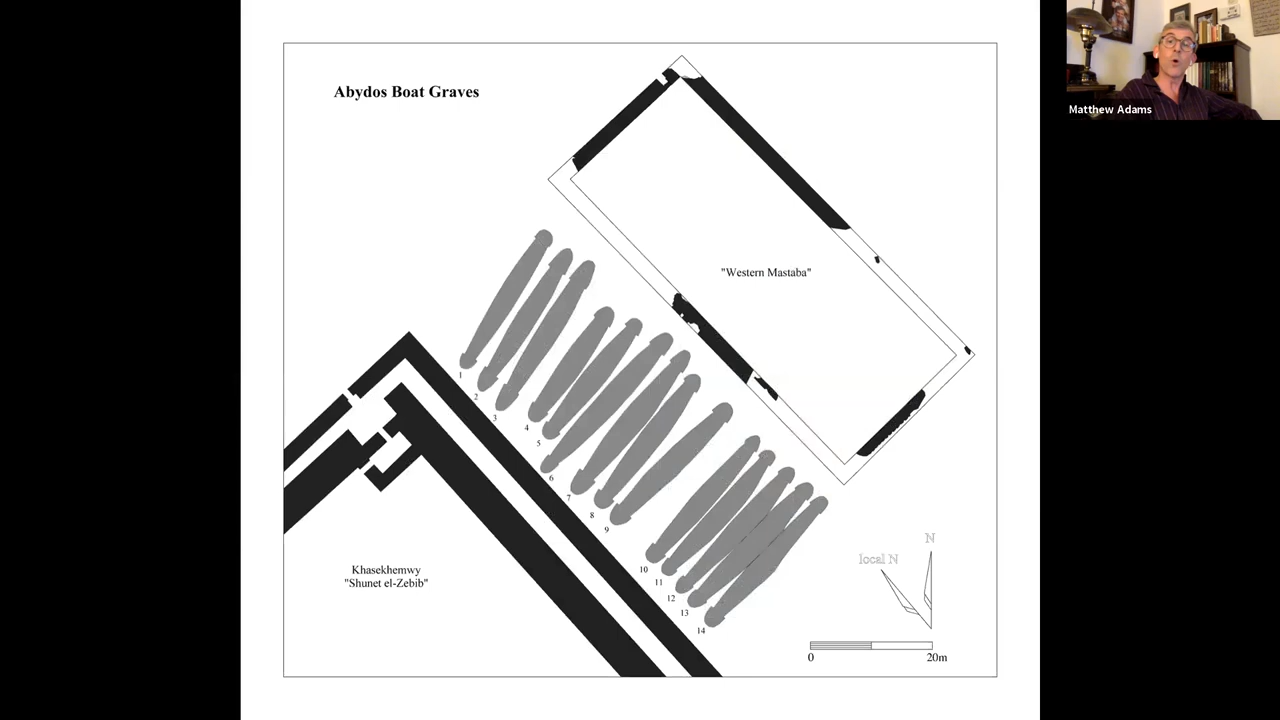 Abydos Boat Graves
"Western Mastaba"
1
2
3
4
5
6
7
8
9
10
11
12
13
14
Khasekhemwy
"Shunet el-Zebib"
N
local N
0
20m
Matthew Adams